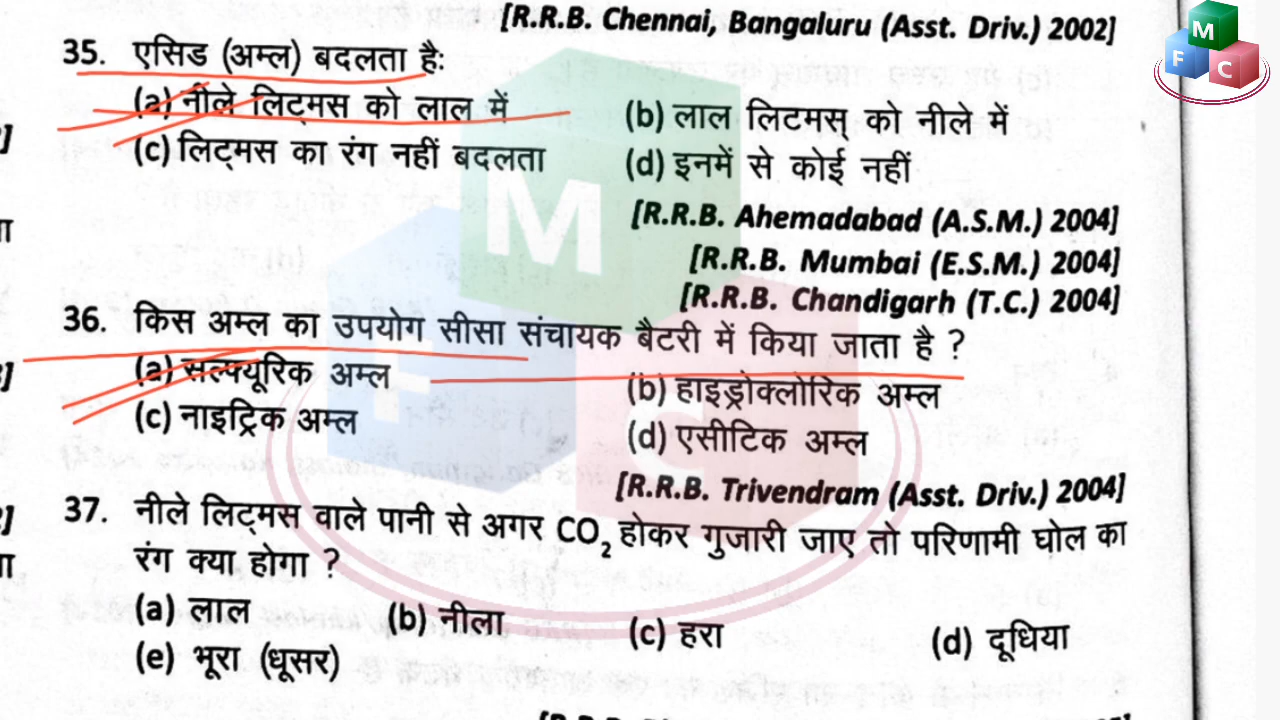 [R.R.B. Chennai, Bangaluru (Asst. Driv.) 2002]
M
F
C
35. एसिड (अम्ल) बदलता हैः
(a) नीले लिट्मस को लाल में (b) लाल लिटमस् को नीले में
(c) लिट्मस का रंग नहीं बदलता (d) इनमें से कोई नहीं
[R.R.B. Ahemadabad (A.S.M.) 2004]
[R.R.B. Mumbai (E.S.M.) 2004]
[R.R.B. Chandigarh (T.C.) 2004]
36. किस अम्ल का उपयोग सीसा संचायक बैटरी में किया जाता है ?
(a) सल्फ्यूरिक अम्ल (b) हाइड्रोक्लोरिक अम्ल
(c) नाइट्रिक अम्ल (d) एसीटिक अम्ल
[R.R.B. Trivendram (Asst. Driv.) 2004]
37. नीले लिट्मस वाले पानी से अगर CO₂ होकर गुजारी जाए तो परिणामी घोल का
रंग क्या होगा ?
(a) लाल (b) नीला (c) हरा (d) दूधिया
(e) भूरा (धूसर)
M
F
C